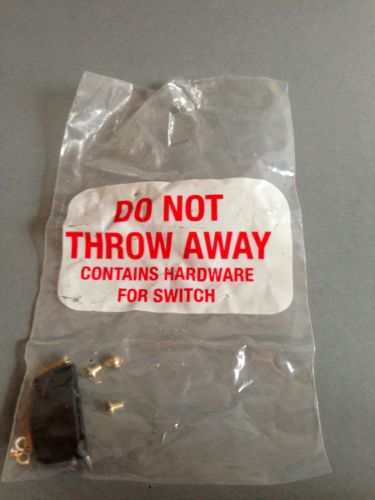 DO NOT
THROW AWAY
CONTAINS HARDWARE
FOR SWITCH